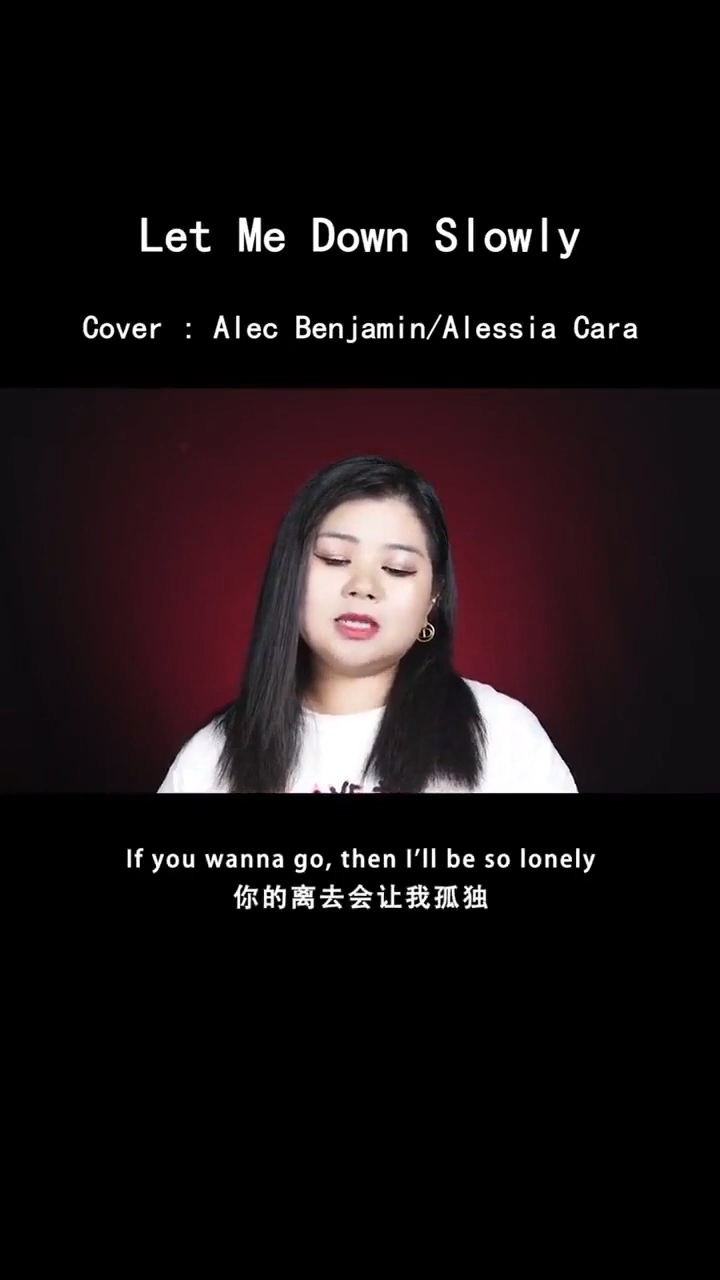 Let Me Down Slowly
Cover : Alec Benjamin/Alessia Cara
If you wanna go, then I'll be so lonely
你的离去会让我孤独